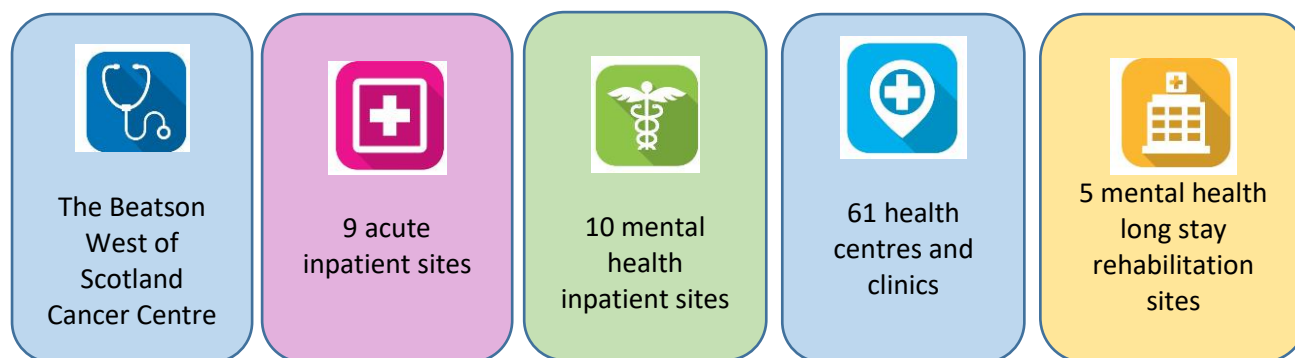 The Beatson
West of
Scotland
Cancer Centre
9 acute
inpatient sites
10 mental
health
inpatient sites
61 health
centres and
clinics
5 mental health
long stay
rehabilitation
sites